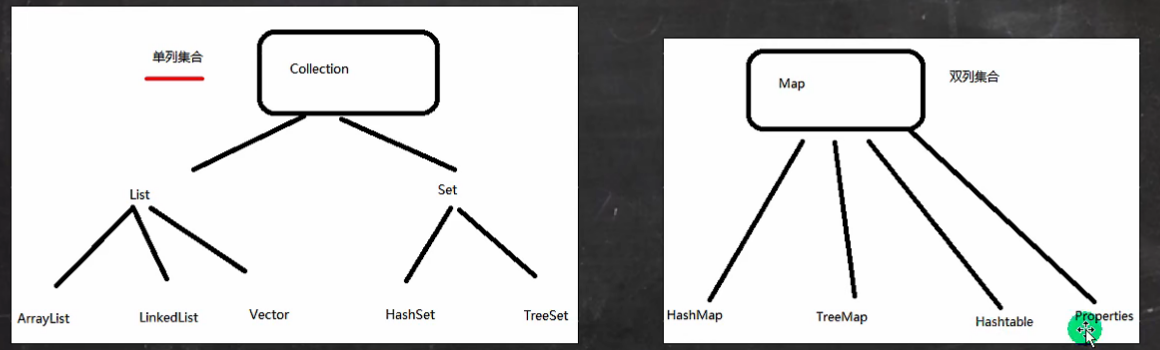 单列集合
Collection
List
Set
ArrayList
LinkedList
Vector
HashSet
TreeSet
Map
双列集合
HashMap
TreeMap
Hashtable
Properties